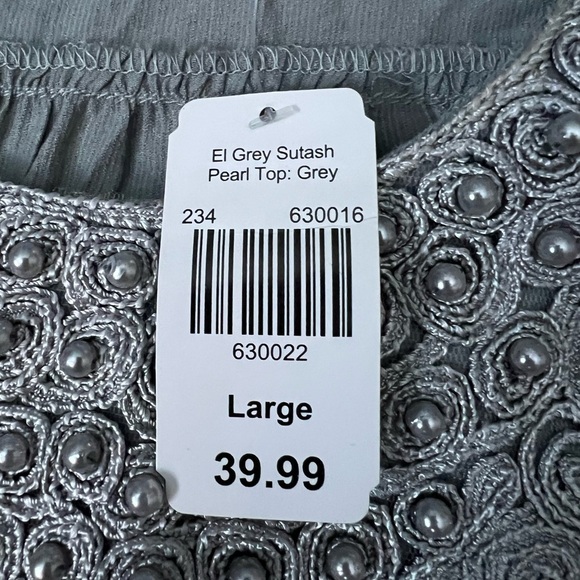 El Grey Sutash
Pearl Top: Grey
234 630016
630022
Large
39.99